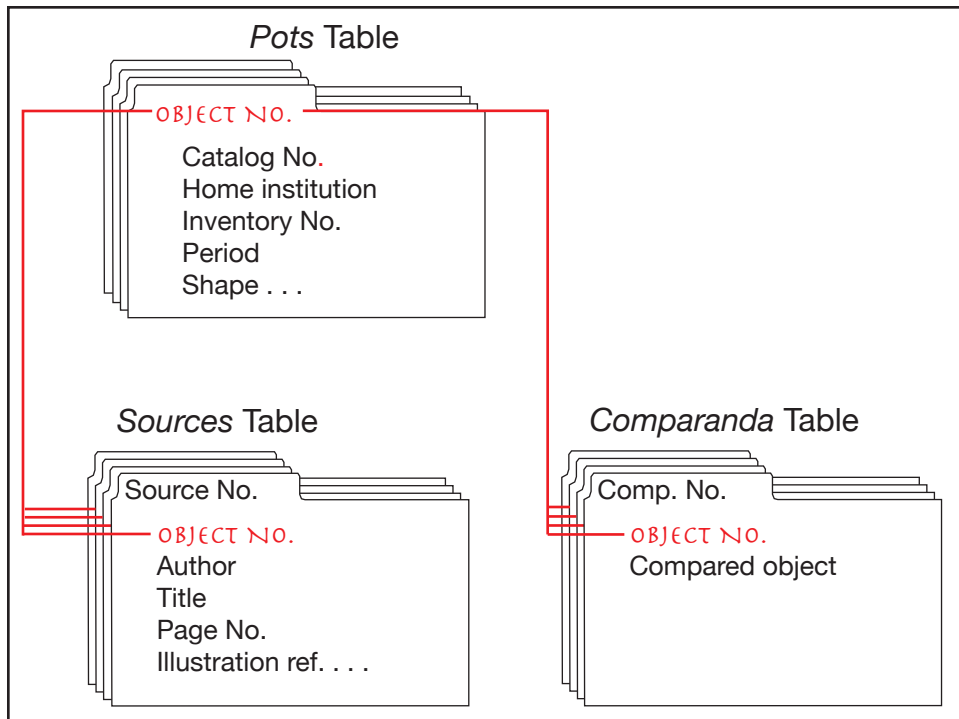 Pots Table
OBJECT NO.
Catalog No.
Home institution
Inventory No.
Period
Shape . . .
Sources Table
Source No.
OBJECT NO.
Author
Title
Page No.
Illustration ref. . . .
Comparanda Table
Comp. No.
OBJECT NO.
Compared object